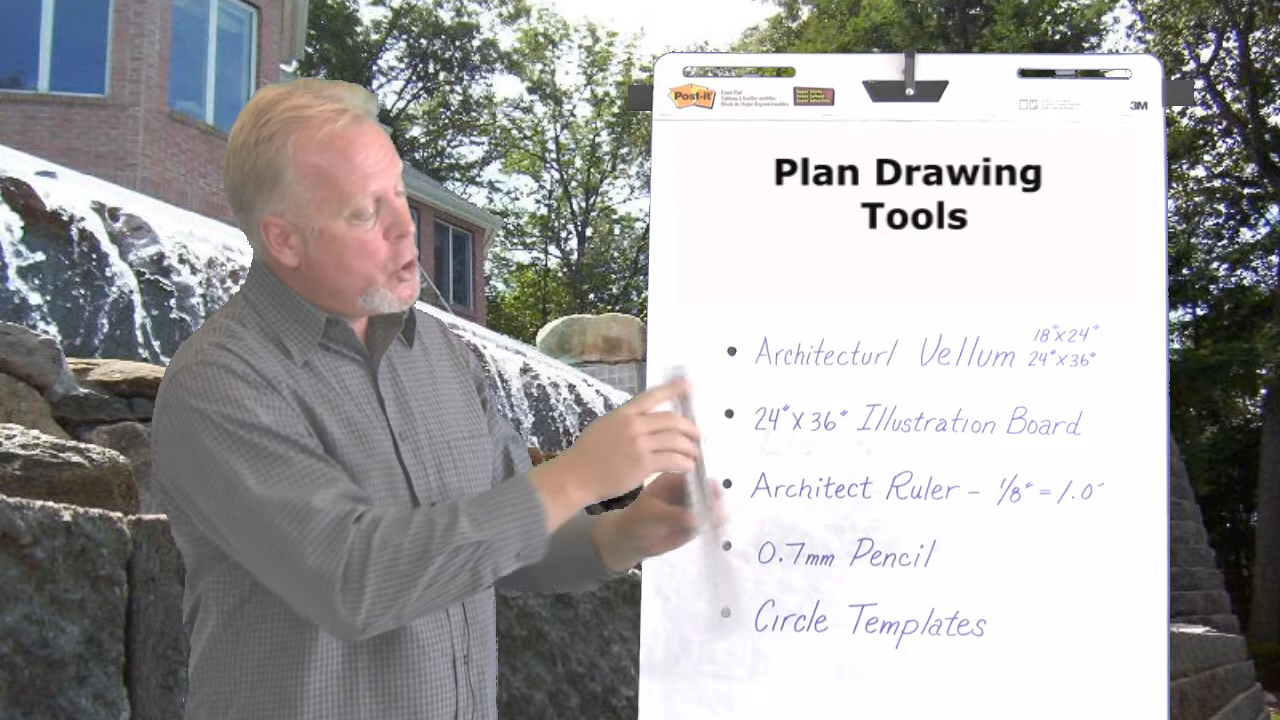 Post-it
3M
Plan Drawing
Tools
• Architecturl Vellum 18"x24"
24"x36"
• 24"x36" Illustration Board
• Architect Ruler - 1/8" = 1.0'
• 0.7mm Pencil
• Circle Templates